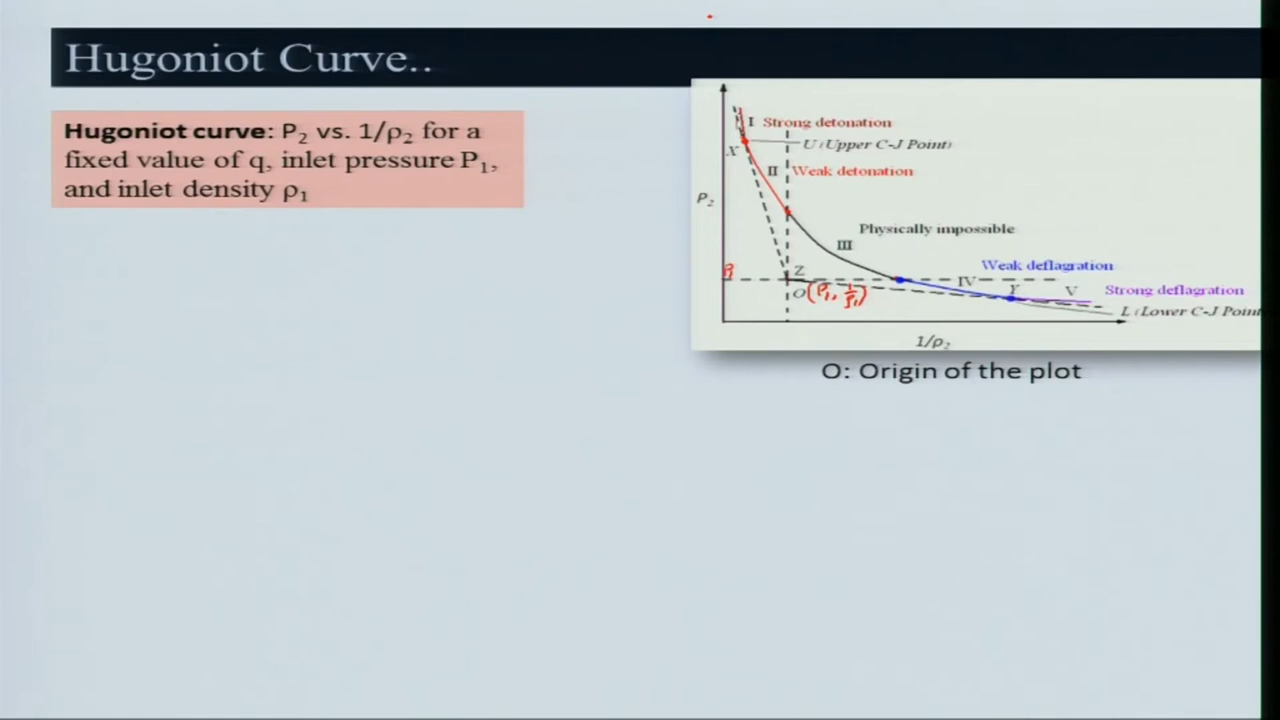 Hugoniot Curve..
Hugoniot curve: P₂ vs. 1/ρ₂ for a
fixed value of q, inlet pressure P₁,
and inlet density ρ₁
I Strong detonation
X U (Upper C-J Point)
II Weak detonation
P₂
Physically impossible
III
Weak deflagration
P₁ Z IV
Y V Strong deflagration
O (P₁, 1/ρ₁)
L (Lower C-J Point
1/ρ₂
O: Origin of the plot